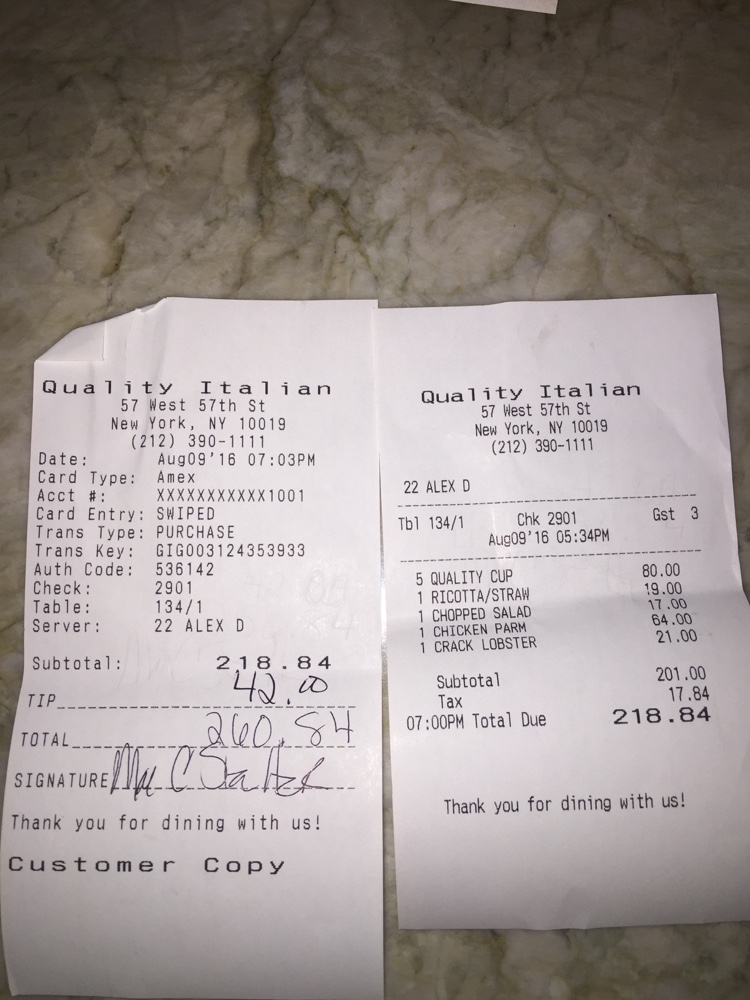 Quality Italian
57 West 57th St
New York, NY 10019
(212) 390-1111
Date: Aug09'16 07:03PM
Card Type: Amex
Acct #: XXXXXXXXXXX1001
Card Entry: SWIPED
Trans Type: PURCHASE
Trans Key: GIG003124353933
Auth Code: 536142
Check: 2901
Table: 134/1
Server: 22 ALEX D
Subtotal: 218.84
TIP 42.00
TOTAL 260.84
SIGNATURE
Thank you for dining with us!
Customer Copy
Quality Italian
57 West 57th St
New York, NY 10019
(212) 390-1111
22 ALEX D
Tbl 134/1 Chk 2901 Gst 3
Aug09'16 05:34PM
5 QUALITY CUP 80.00
1 RICOTTA/STRAW 19.00
1 CHOPPED SALAD 17.00
1 CHICKEN PARM 64.00
1 CRACK LOBSTER 21.00
Subtotal 201.00
Tax 17.84
07:00PM Total Due 218.84
Thank you for dining with us!